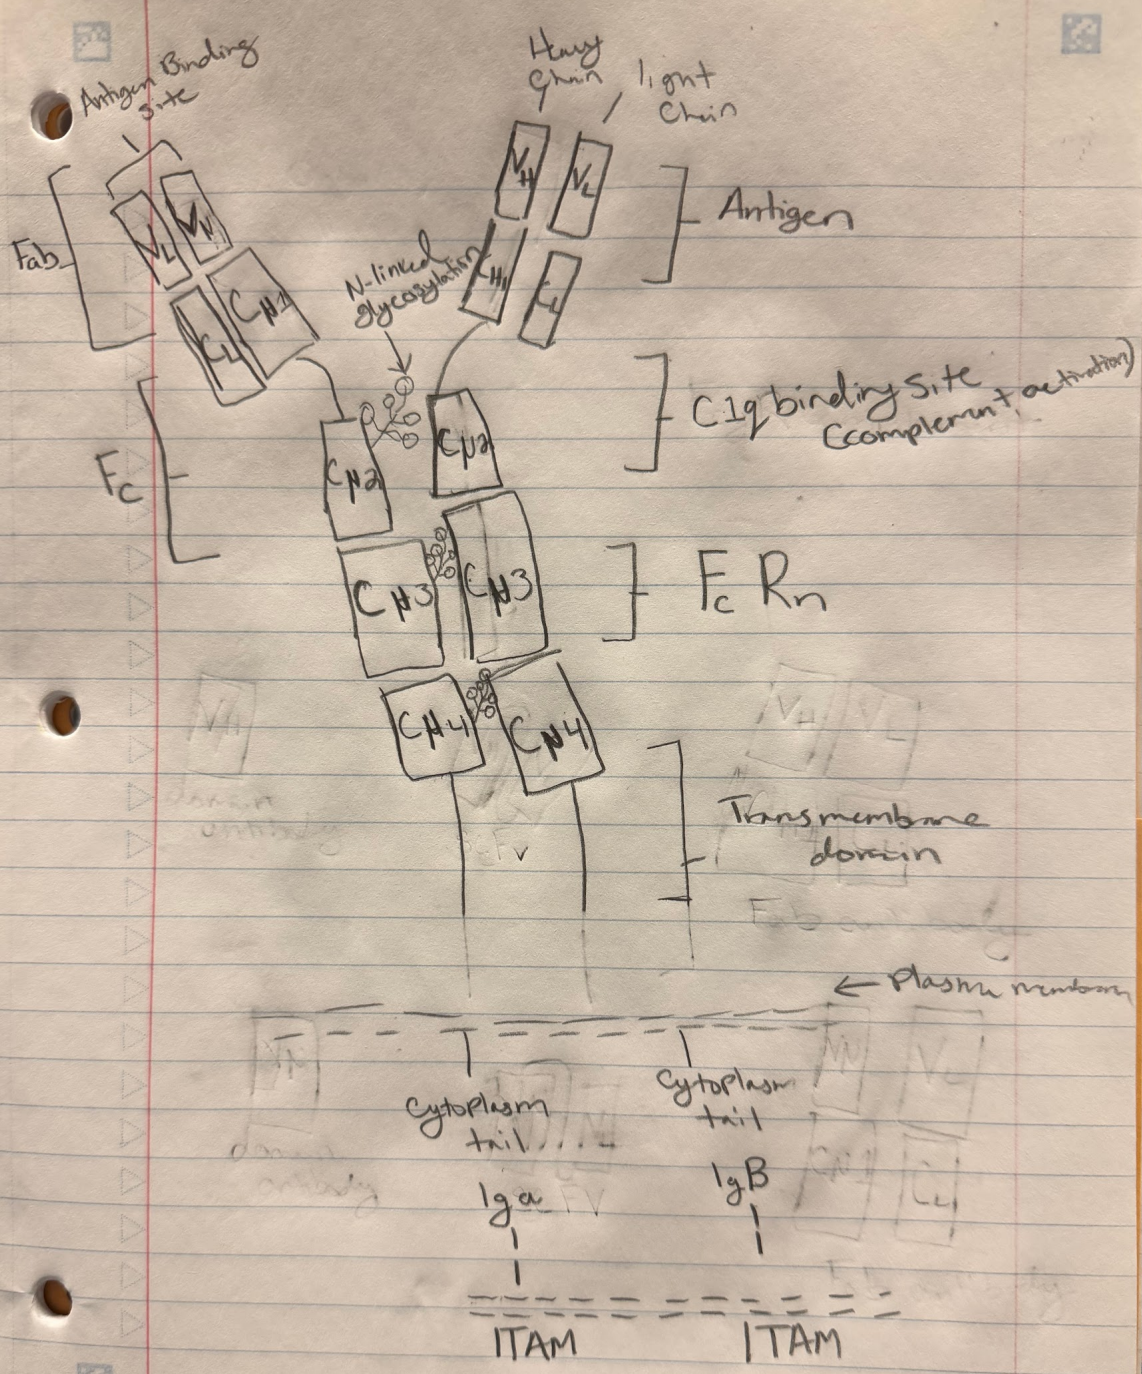 Antigen Binding
site
Heavy
Chain
light
Chain
VL
VH
VH
VL
Antigen
Fab
N-linked
glycosylation
CH1
CL
CH1
CL
C1q binding site
(complement activation)
Fc
CH2
CH2
CH3
CH3
Fc Rn
CH4
CH4
Transmembrane
domain
← Plasma membrane
Cytoplasm
tail
Cytoplasm
tail
Iga
IgB
ITAM
ITAM